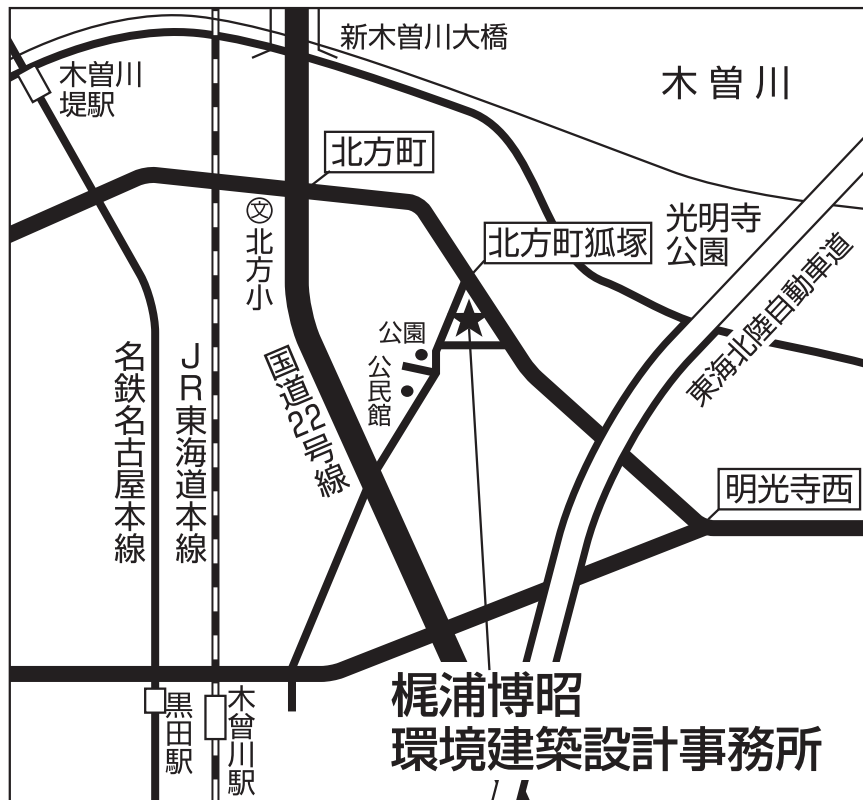 新木曽川大橋
木曽川
堤駅
木曽川
北方町
文
北方小
北方町狐塚
光明寺
公園
東海北陸自動車道
公園
公民館
国道22号線
名鉄名古屋本線
JR東海道本線
明光寺西
黒田駅
木曾川駅
梶浦博昭
環境建築設計事務所